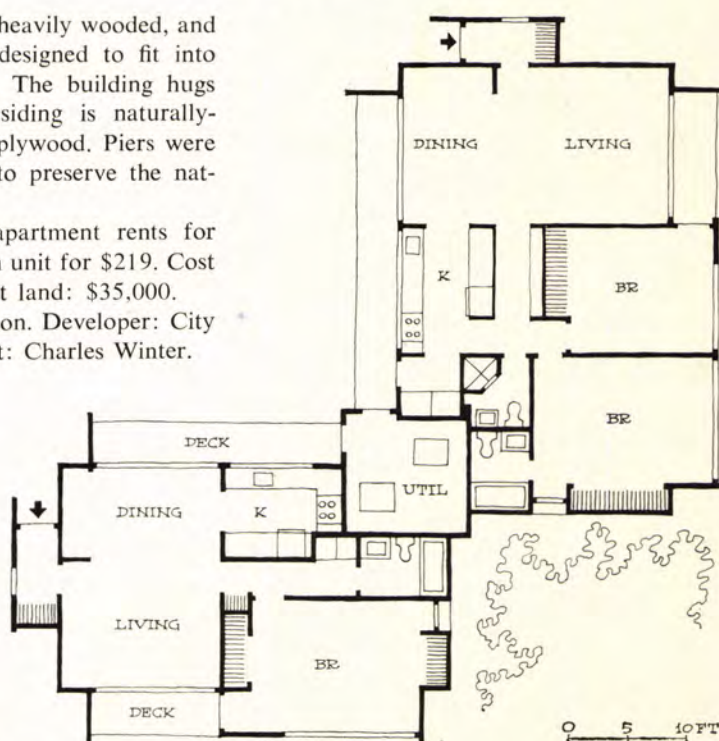 heavily wooded, and
designed to fit into
The building hugs
siding is naturally-
plywood. Piers were
to preserve the nat-
apartment rents for
unit for $219. Cost
t land: $35,000.
on. Developer: City
t: Charles Winter.
DINING LIVING
K
BR
BR
DECK
UTIL
DINING K
LIVING
BR
DECK
0 5 10 FT